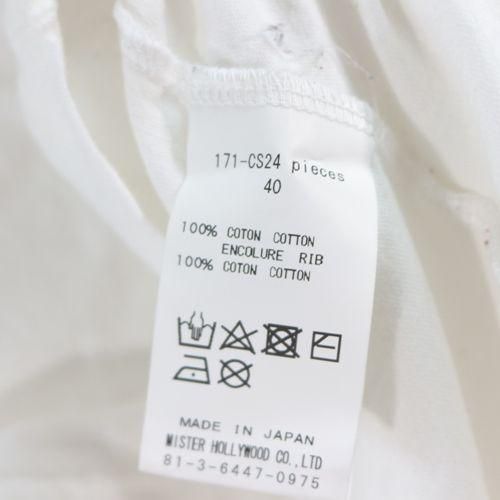 171-CS24 pieces
40
100% COTON COTTON
ENCOLURE RIB
100% COTON COTTON
MADE IN JAPAN
MISTER HOLLYWOOD CO.,LTD
81-3-6447-0975